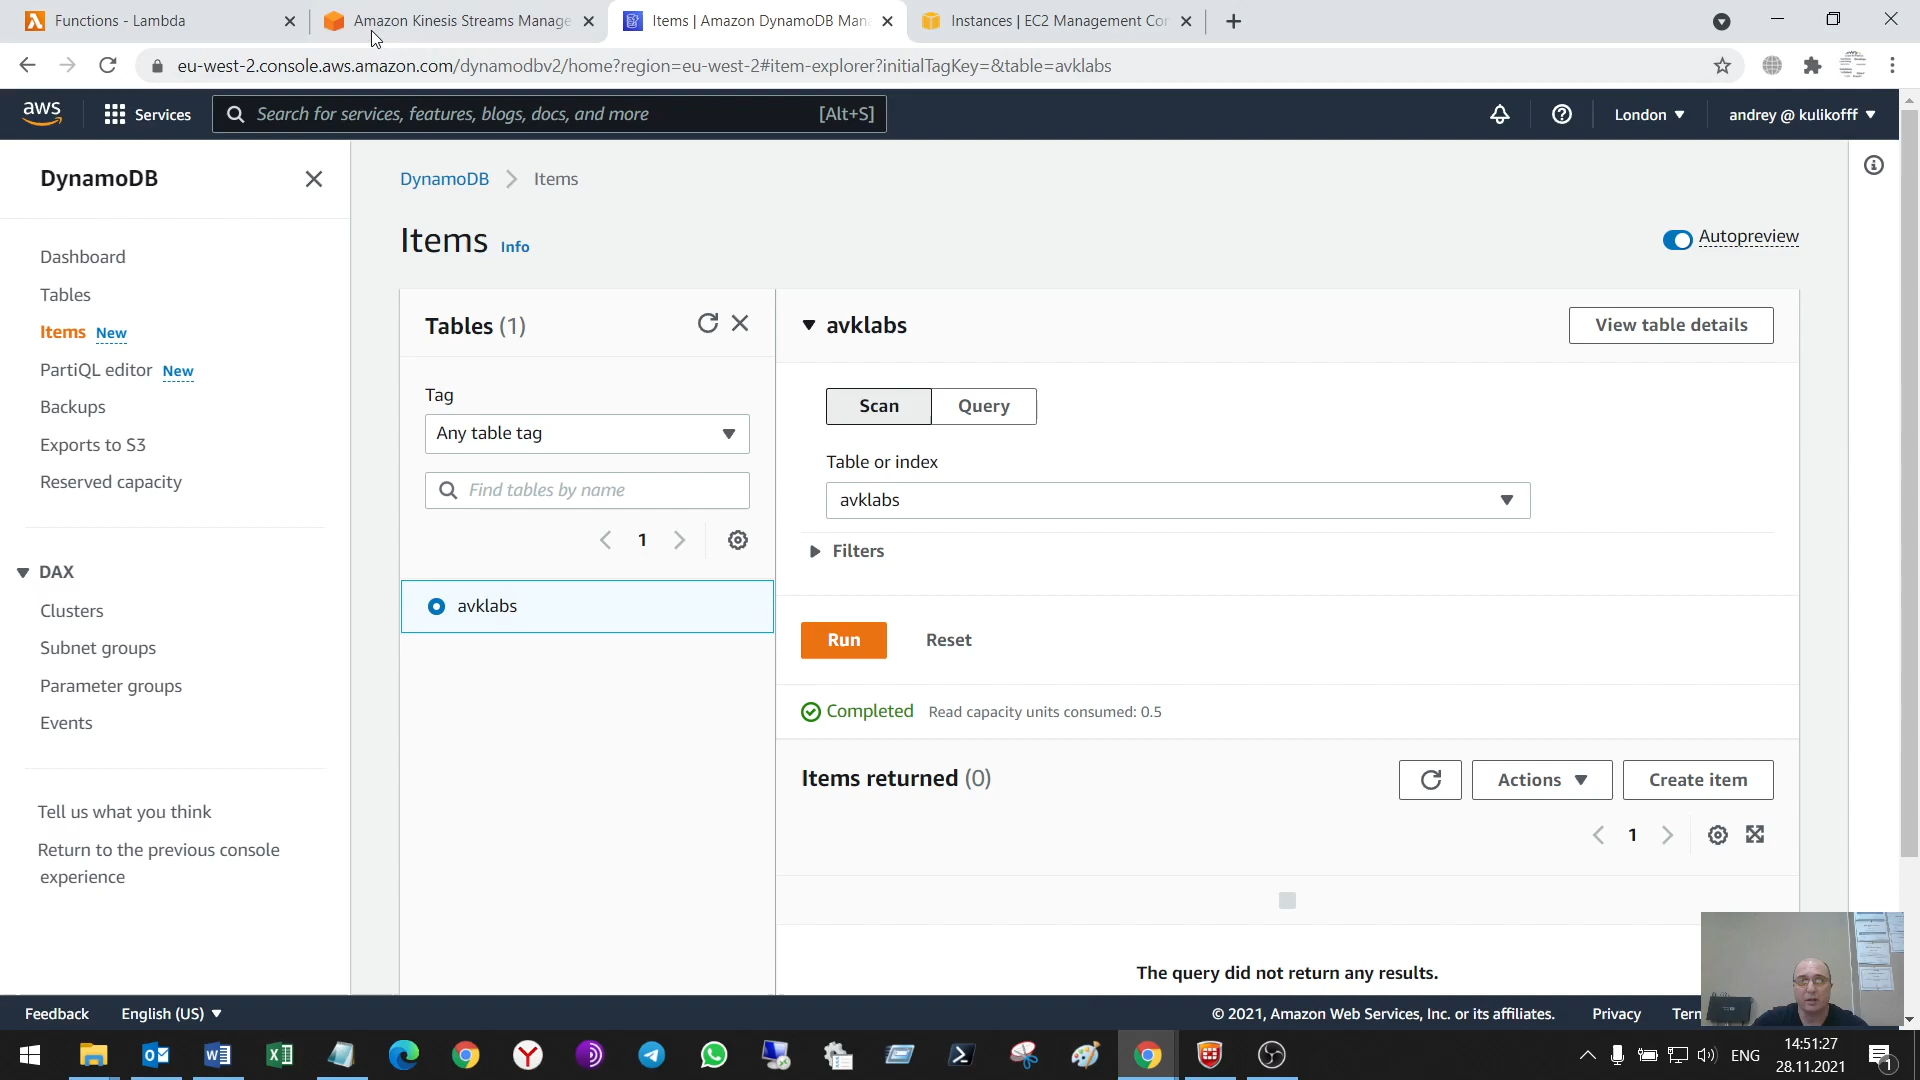 Functions - Lambda
Amazon Kinesis Streams Manage
Items | Amazon DynamoDB Man
Instances | EC2 Management Con
eu-west-2.console.aws.amazon.com/dynamodbv2/home?region=eu-west-2#item-explorer?initialTagKey=&table=avklabs
aws
Services
Search for services, features, blogs, docs, and more
[Alt+S]
London
andrey @ kulikofff
DynamoDB
Dashboard
Tables
Items New
PartiQL editor New
Backups
Exports to S3
Reserved capacity
DAX
Clusters
Subnet groups
Parameter groups
Events
Tell us what you think
Return to the previous console
experience
DynamoDB
Items
Items Info
Autopreview
Tables (1)
Tag
Any table tag
Find tables by name
1
avklabs
avklabs
View table details
Scan
Query
Table or index
avklabs
Filters
Run
Reset
Completed
Read capacity units consumed: 0.5
Items returned (0)
Actions
Create item
1
The query did not return any results.
Feedback
English (US)
© 2021, Amazon Web Services, Inc. or its affiliates.
Privacy
Tern
ENG
14:51:27
28.11.2021
1